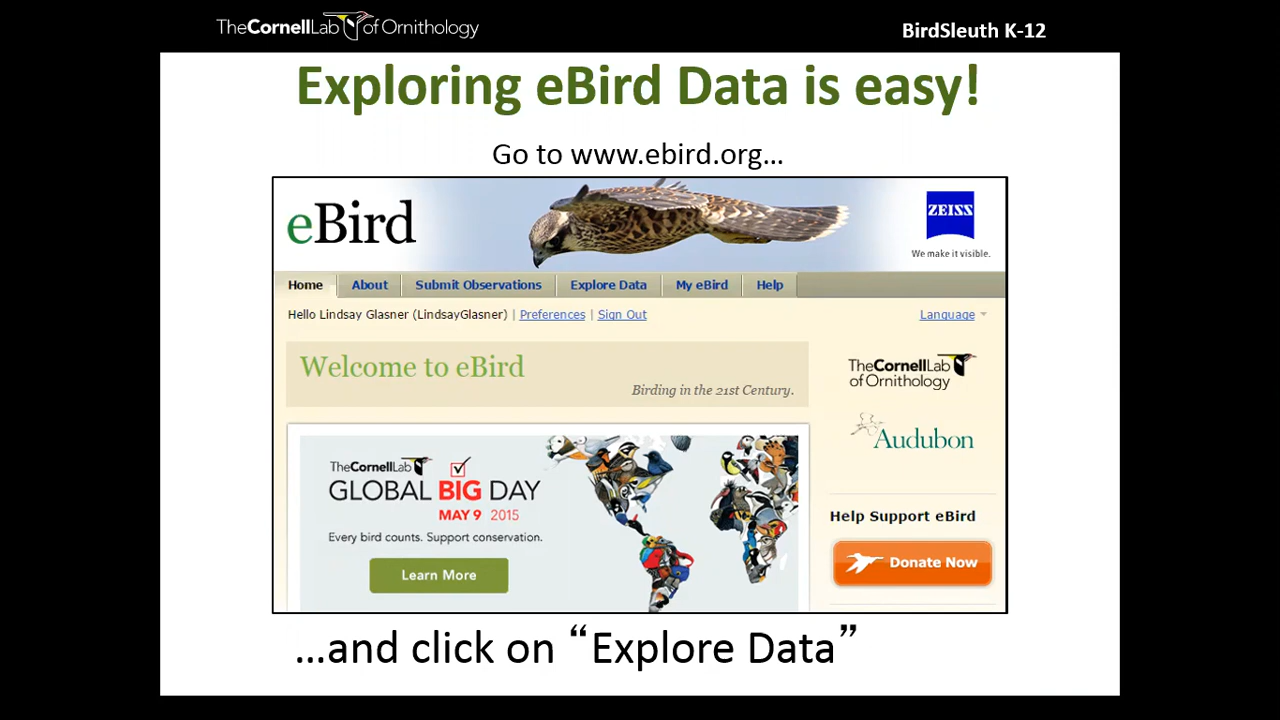 TheCornellLab of Ornithology
BirdSleuth K-12
Exploring eBird Data is easy!
Go to www.ebird.org...
eBird
ZEISS
We make it visible.
Home About Submit Observations Explore Data My eBird Help
Hello Lindsay Glasner (LindsayGlasner) | Preferences | Sign Out
Language
Welcome to eBird
Birding in the 21st Century.
TheCornellLab
of Ornithology
Audubon
TheCornellLab
GLOBAL BIG DAY
MAY 9 2015
Every bird counts. Support conservation.
Learn More
Help Support eBird
Donate Now
...and click on “Explore Data”